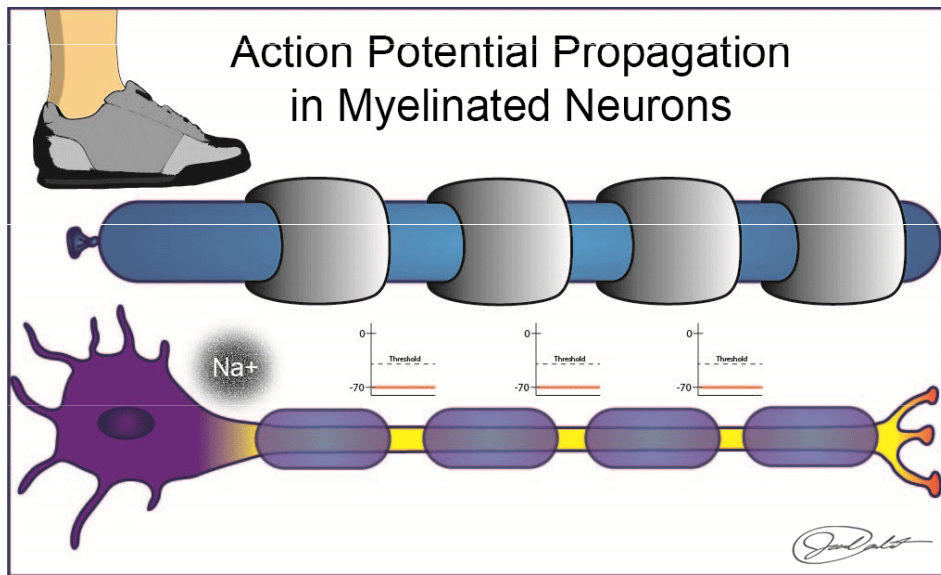 Action Potential Propagation
in Myelinated Neurons
Na+
0
Threshold
-70
0
Threshold
-70
0
Threshold
-70